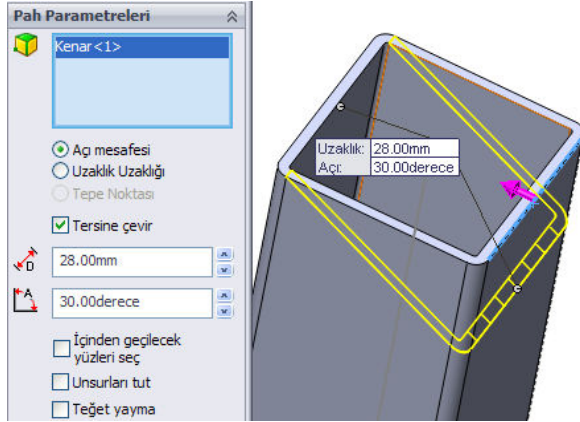 Pah Parametreleri
Kenar<1>
Açı mesafesi
Uzaklık Uzaklığı
Tepe Noktası
Tersine çevir
D
28.00mm
A
30.00derece
İçinden geçilecek
yüzleri seç
Unsurları tut
Teğet yayma
Uzaklık: 28.00mm
Açı: 30.00derece